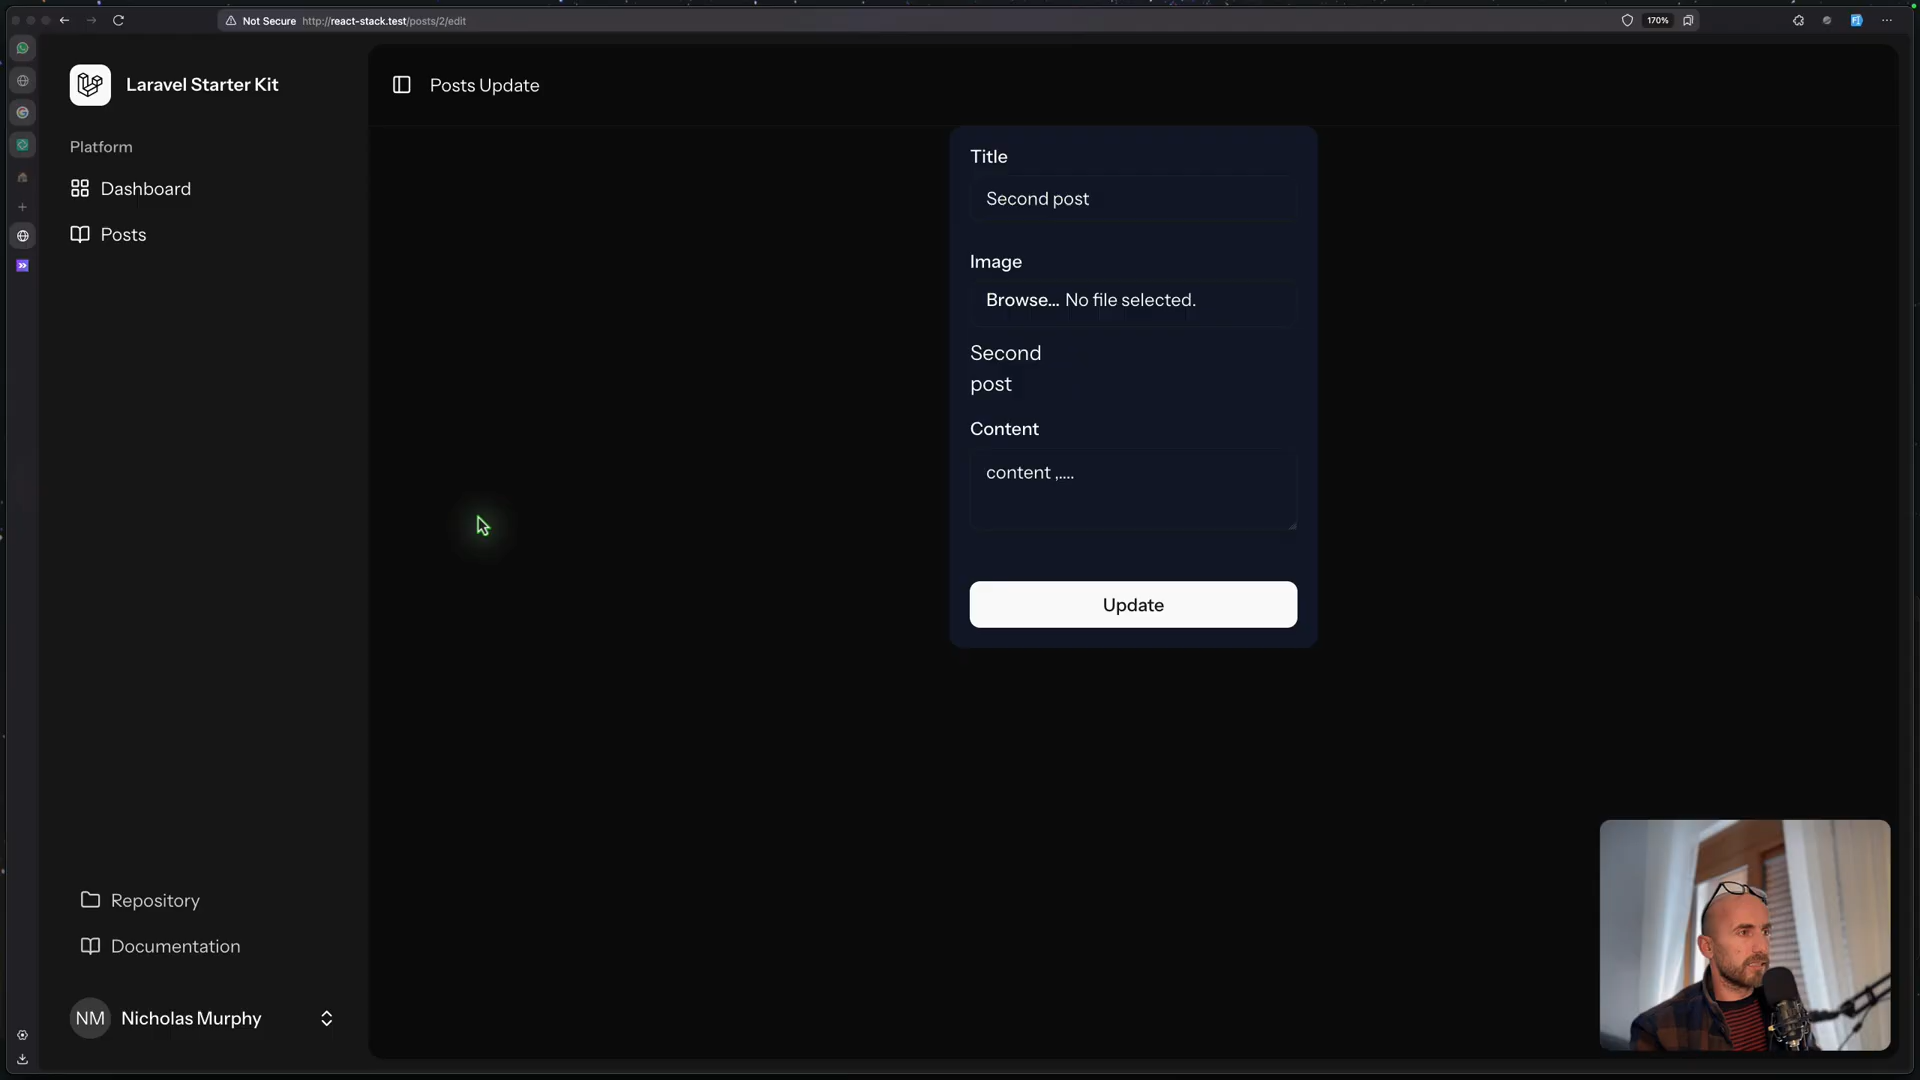 Not Secure http://react-stack.test/posts/2/edit
170%
Laravel Starter Kit
Posts Update
Platform
Dashboard
Posts
Title
Second post
Image
Browse... No file selected.
Second
post
Content
content ,....
Update
Repository
Documentation
NM Nicholas Murphy